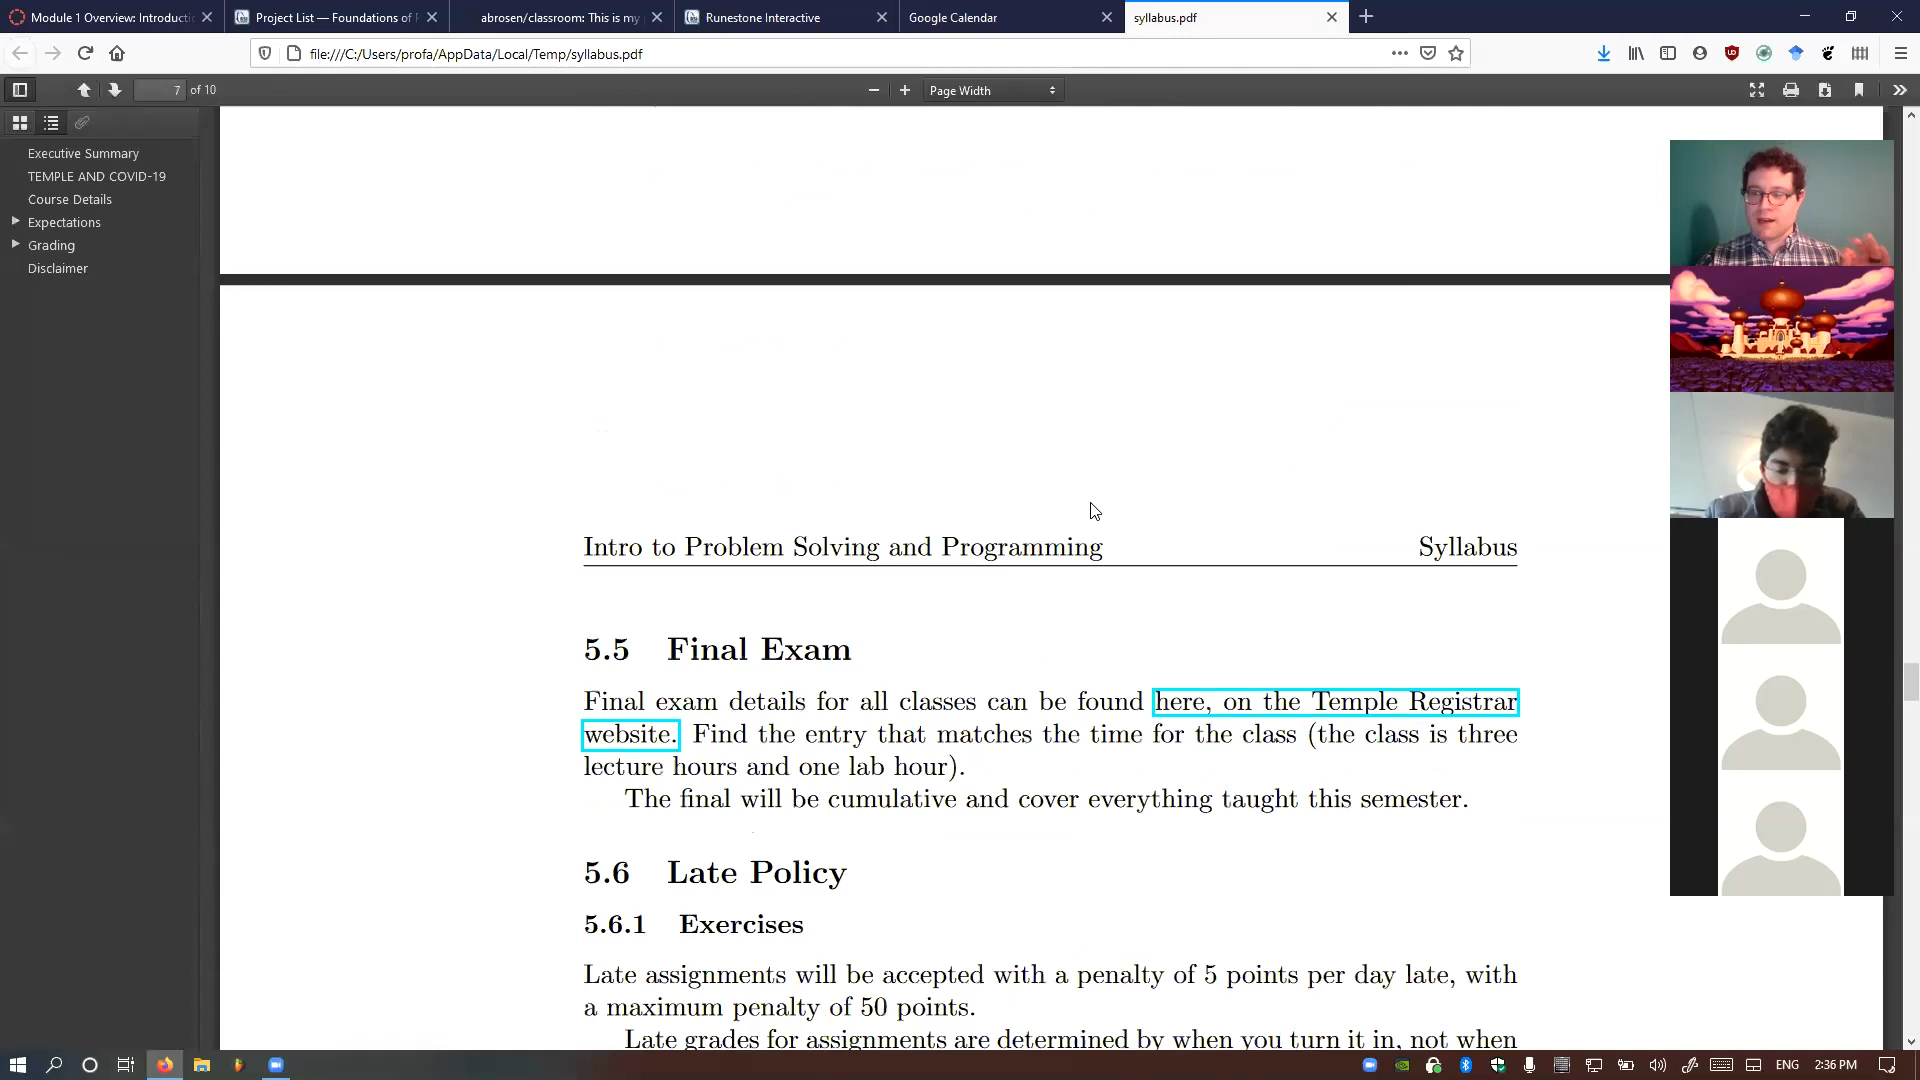 Module 1 Overview: Introducti
Project List — Foundations of
abrosen/classroom: This is my
Runestone Interactive
Google Calendar
syllabus.pdf
file:///C:/Users/profa/AppData/Local/Temp/syllabus.pdf
7 of 10
Page Width
Executive Summary
TEMPLE AND COVID-19
Course Details
Expectations
Grading
Disclaimer
Intro to Problem Solving and Programming Syllabus
5.5 Final Exam
Final exam details for all classes can be found here, on the Temple Registrar
website. Find the entry that matches the time for the class (the class is three
lecture hours and one lab hour).
The final will be cumulative and cover everything taught this semester.
5.6 Late Policy
5.6.1 Exercises
Late assignments will be accepted with a penalty of 5 points per day late, with
a maximum penalty of 50 points.
Late grades for assignments are determined by when you turn it in, not when
ENG 2:36 PM